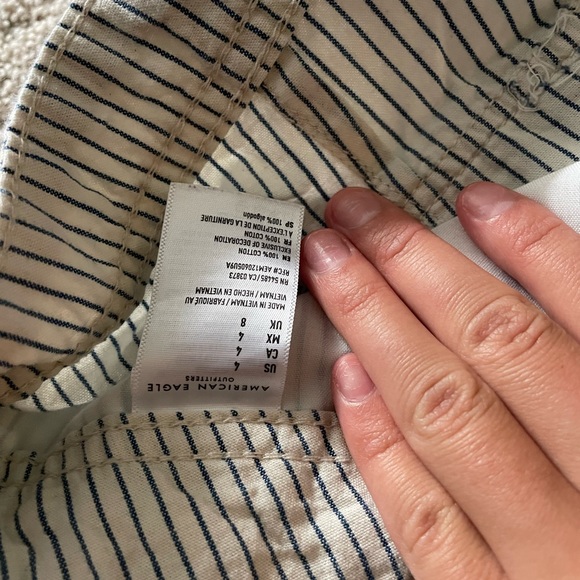 AMERICAN EAGLE
OUTFITTERS
US 4
CA 4
MX 4
UK 8
MADE IN VIETNAM / FABRIQUÉ AU
VIETNAM / HECHO EN VIETNAM
RN 54485/ CA 03873
REF# AEM120605U9A
EN 100% COTTON
EXCLUSIVE OF DECORATION
FR 100% COTON
A L'EXCEPTION DE LA GARNITURE
SP 100% algodón